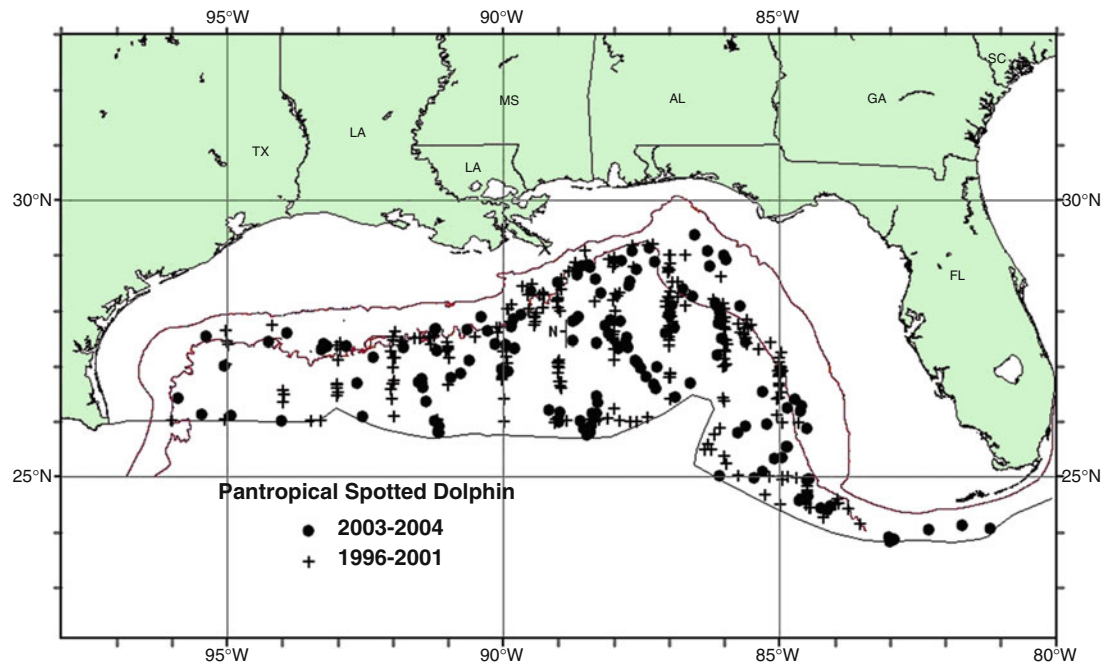 95°W 90°W 85°W
SC
MS AL GA
LA
TX
LA
30°N 30°N
FL
N
25°N 25°N
Pantropical Spotted Dolphin
2003-2004
1996-2001
95°W 90°W 85°W 80°W